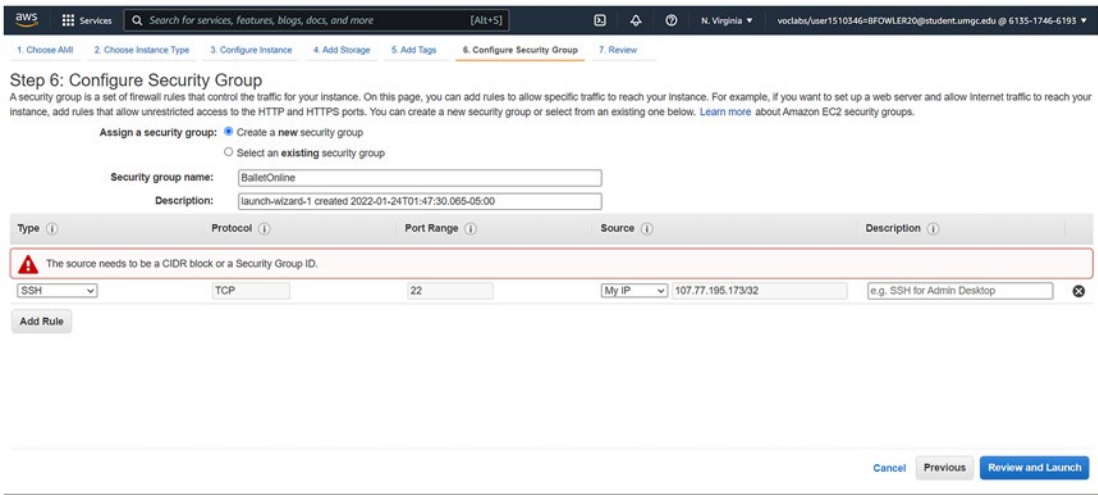 aws Services Search for services, features, blogs, docs, and more [Alt+S] N. Virginia ▼ voclabs/user1510346=BFOWLER20@student.umgc.edu @ 6135-1746-6193 ▼
1. Choose AMI 2. Choose Instance Type 3. Configure Instance 4. Add Storage 5. Add Tags 6. Configure Security Group 7. Review
Step 6: Configure Security Group
A security group is a set of firewall rules that control the traffic for your instance. On this page, you can add rules to allow specific traffic to reach your instance. For example, if you want to set up a web server and allow Internet traffic to reach your
instance, add rules that allow unrestricted access to the HTTP and HTTPS ports. You can create a new security group or select from an existing one below. Learn more about Amazon EC2 security groups.
Assign a security group: Create a new security group
Select an existing security group
Security group name: BalletOnline
Description: launch-wizard-1 created 2022-01-24T01:47:30.065-05:00
Type Protocol Port Range Source Description
The source needs to be a CIDR block or a Security Group ID.
SSH TCP 22 My IP 107.77.195.173/32 e.g. SSH for Admin Desktop
Add Rule
Cancel Previous Review and Launch